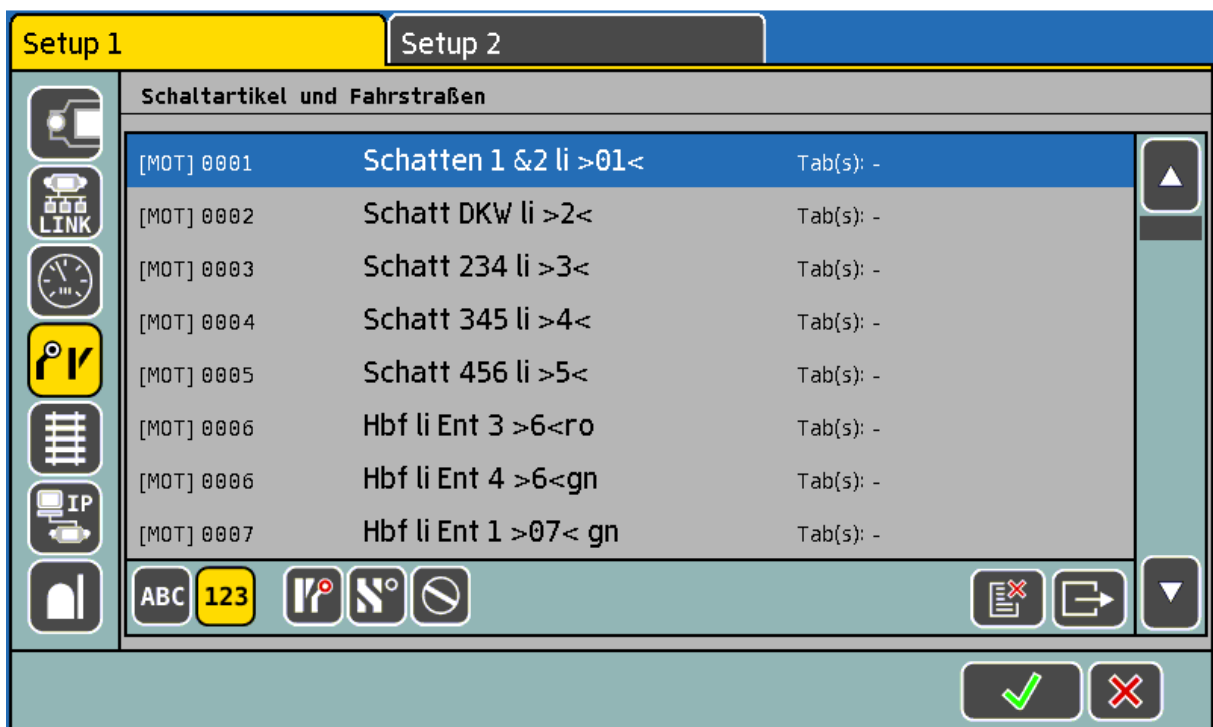 Setup 1 Setup 2
Schaltartikel und Fahrstraßen
[MOT] 0001 Schatten 1 &2 li >01< Tab(s): -
[MOT] 0002 Schatt DKW li >2< Tab(s): -
LINK
[MOT] 0003 Schatt 234 li >3< Tab(s): -
[MOT] 0004 Schatt 345 li >4< Tab(s): -
[MOT] 0005 Schatt 456 li >5< Tab(s): -
[MOT] 0006 Hbf li Ent 3 >6<ro Tab(s): -
[MOT] 0006 Hbf li Ent 4 >6<gn Tab(s): -
IP
[MOT] 0007 Hbf li Ent 1 >07< gn Tab(s): -
ABC 123